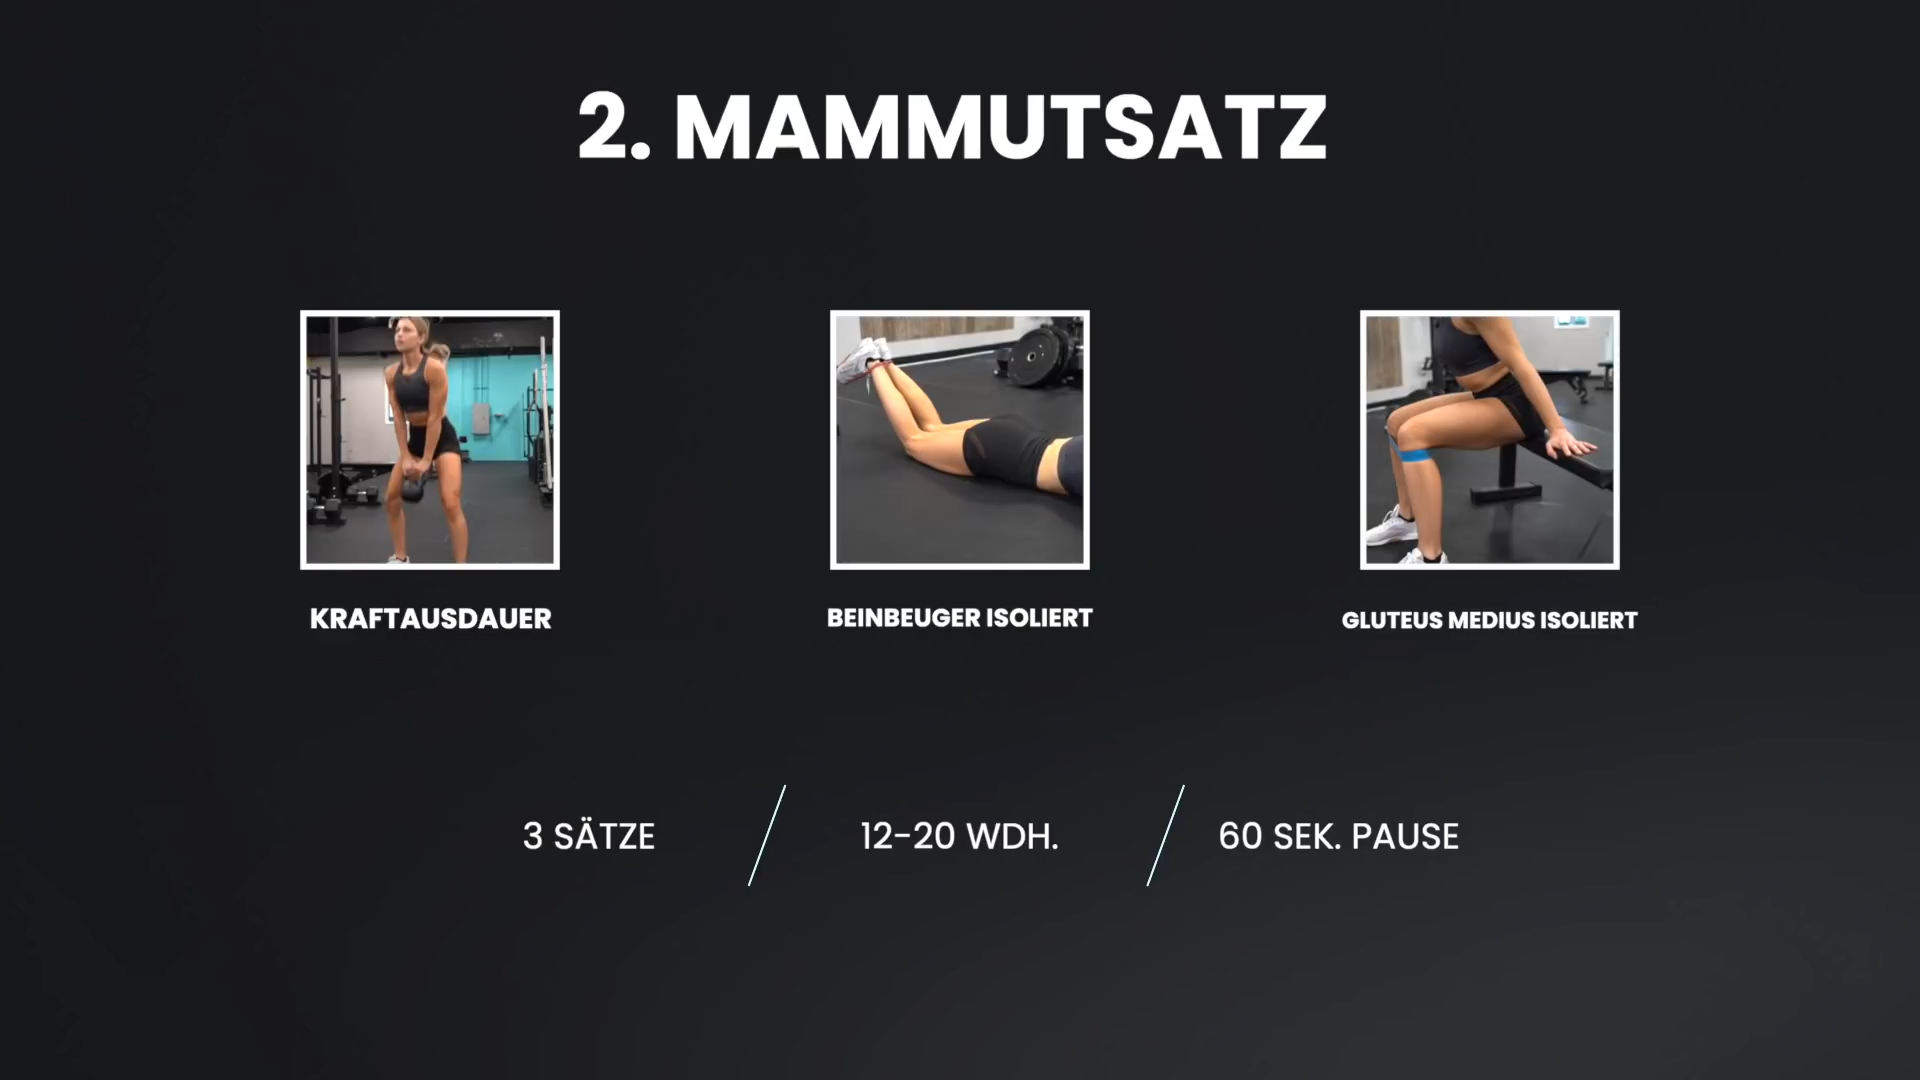 2. MAMMUTSATZ
KRAFTAUSDAUER
BEINBEUGER ISOLIERT
GLUTEUS MEDIUS ISOLIERT
3 SÄTZE
12-20 WDH.
60 SEK. PAUSE